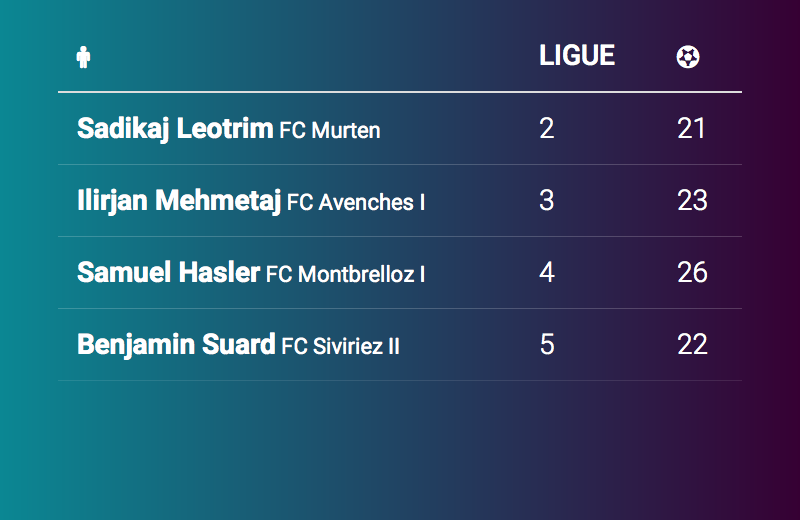 LIGUE
Sadikaj Leotrim FC Murten 2 21
Ilirjan Mehmetaj FC Avenches I 3 23
Samuel Hasler FC Montbrelloz I 4 26
Benjamin Suard FC Siviriez II 5 22